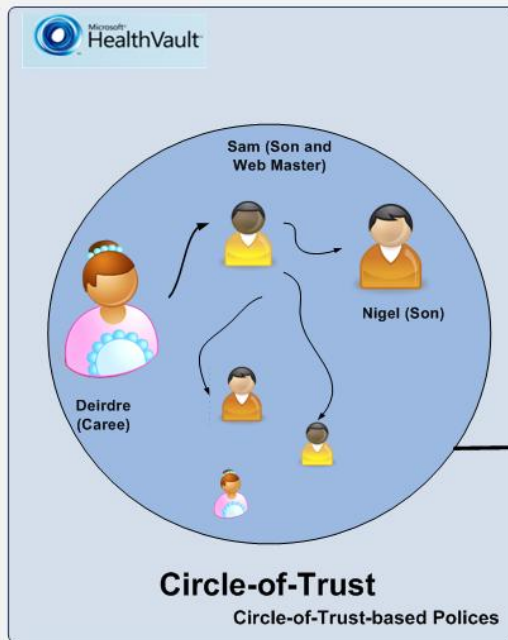 Microsoft
HealthVault
Sam (Son and
Web Master)
Nigel (Son)
Deirdre
(Caree)
Circle-of-Trust
Circle-of-Trust-based Polices